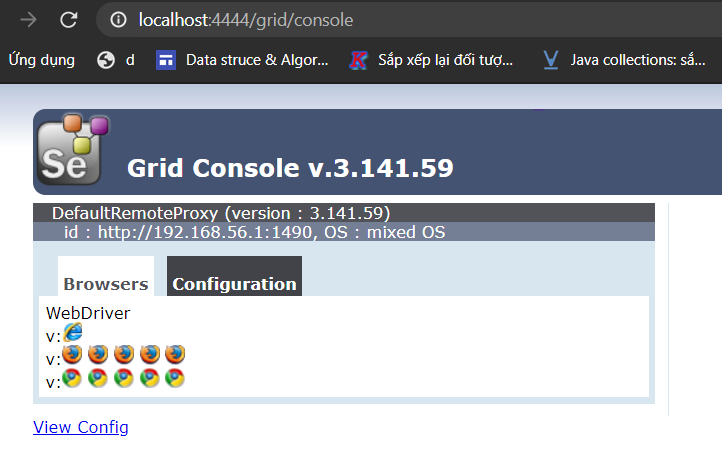 localhost:4444/grid/console
Ứng dụng d Data struce & Algor... Sắp xếp lại đối tượ... Java collections: sắ...
Se Grid Console v.3.141.59
DefaultRemoteProxy (version : 3.141.59)
id : http://192.168.56.1:1490, OS : mixed OS
Browsers Configuration
WebDriver
v:
v:
v:
View Config